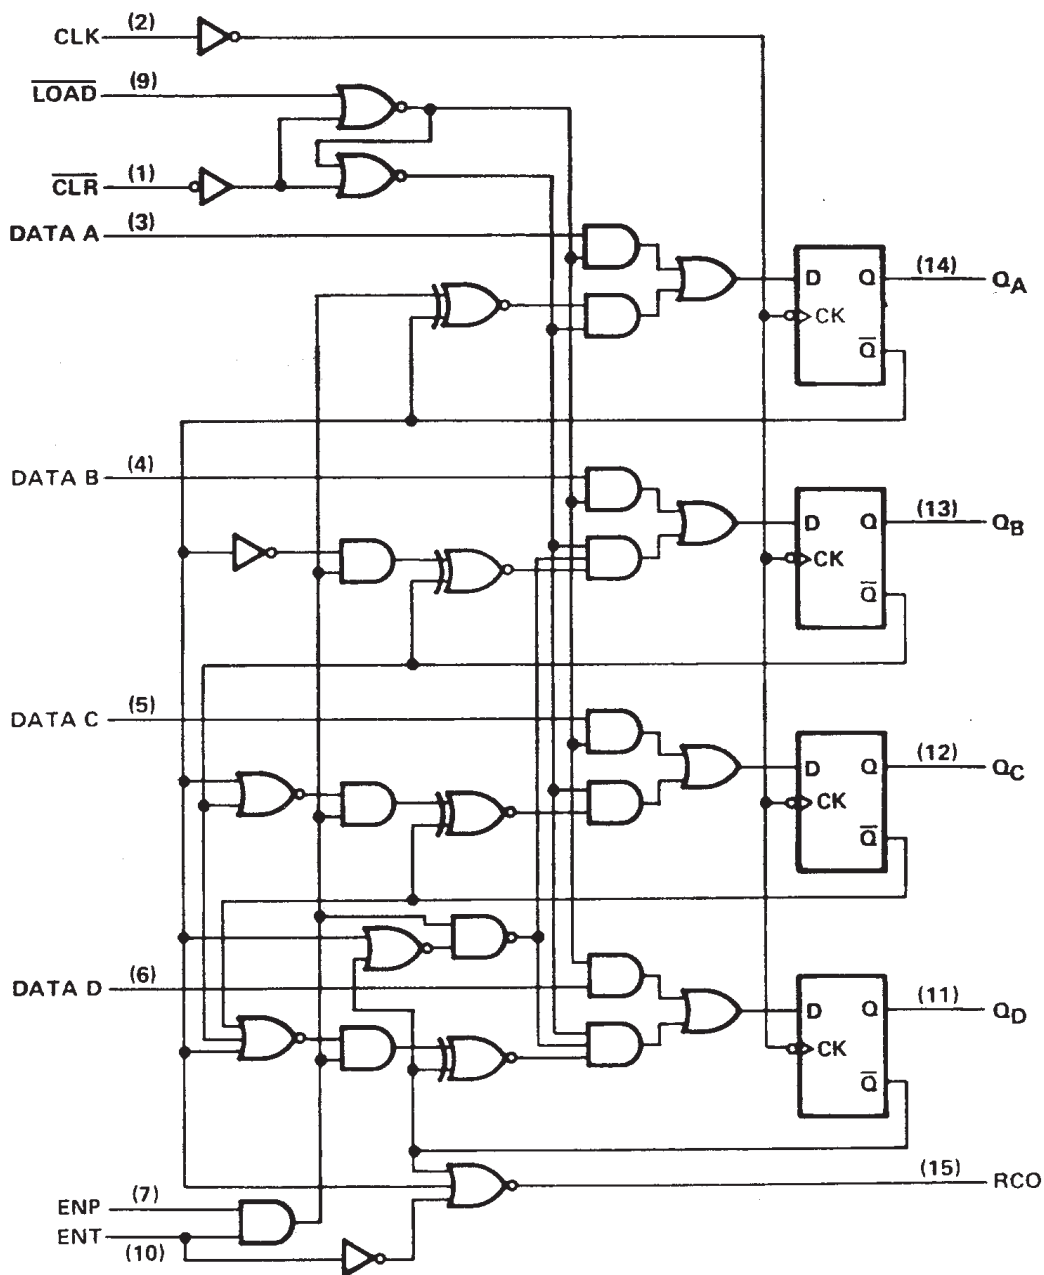 CLK (2)
LOAD (9)
CLR (1)
DATA A (3)
D Q (14) QA
CK
Q
DATA B (4)
D Q (13) QB
CK
Q
DATA C (5)
D Q (12) QC
CK
Q
DATA D (6)
D Q (11) QD
CK
Q
(15) RCO
ENP (7)
ENT
(10)